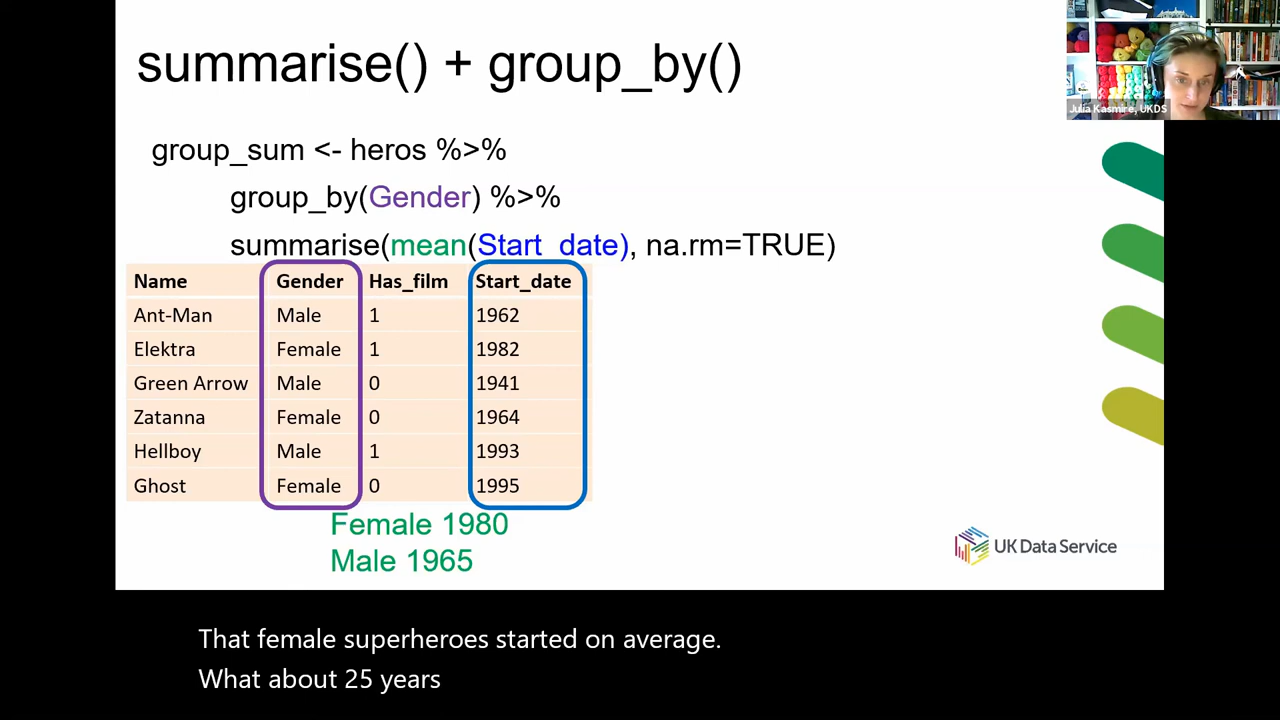 summarise() + group_by()
Julia Kasmire, UKDS
group_sum <- heros %>%
group_by(Gender) %>%
summarise(mean(Start_date), na.rm=TRUE)
Name Gender Has_film Start_date
Ant-Man Male 1 1962
Elektra Female 1 1982
Green Arrow Male 0 1941
Zatanna Female 0 1964
Hellboy Male 1 1993
Ghost Female 0 1995
Female 1980
Male 1965
UK Data Service
That female superheroes started on average.
What about 25 years